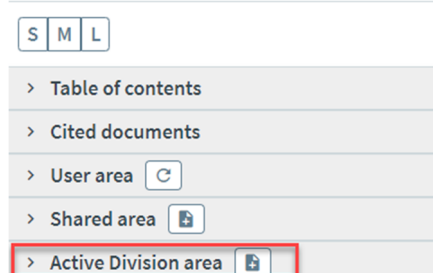 S M L
Table of contents
Cited documents
User area
Shared area
Active Division area